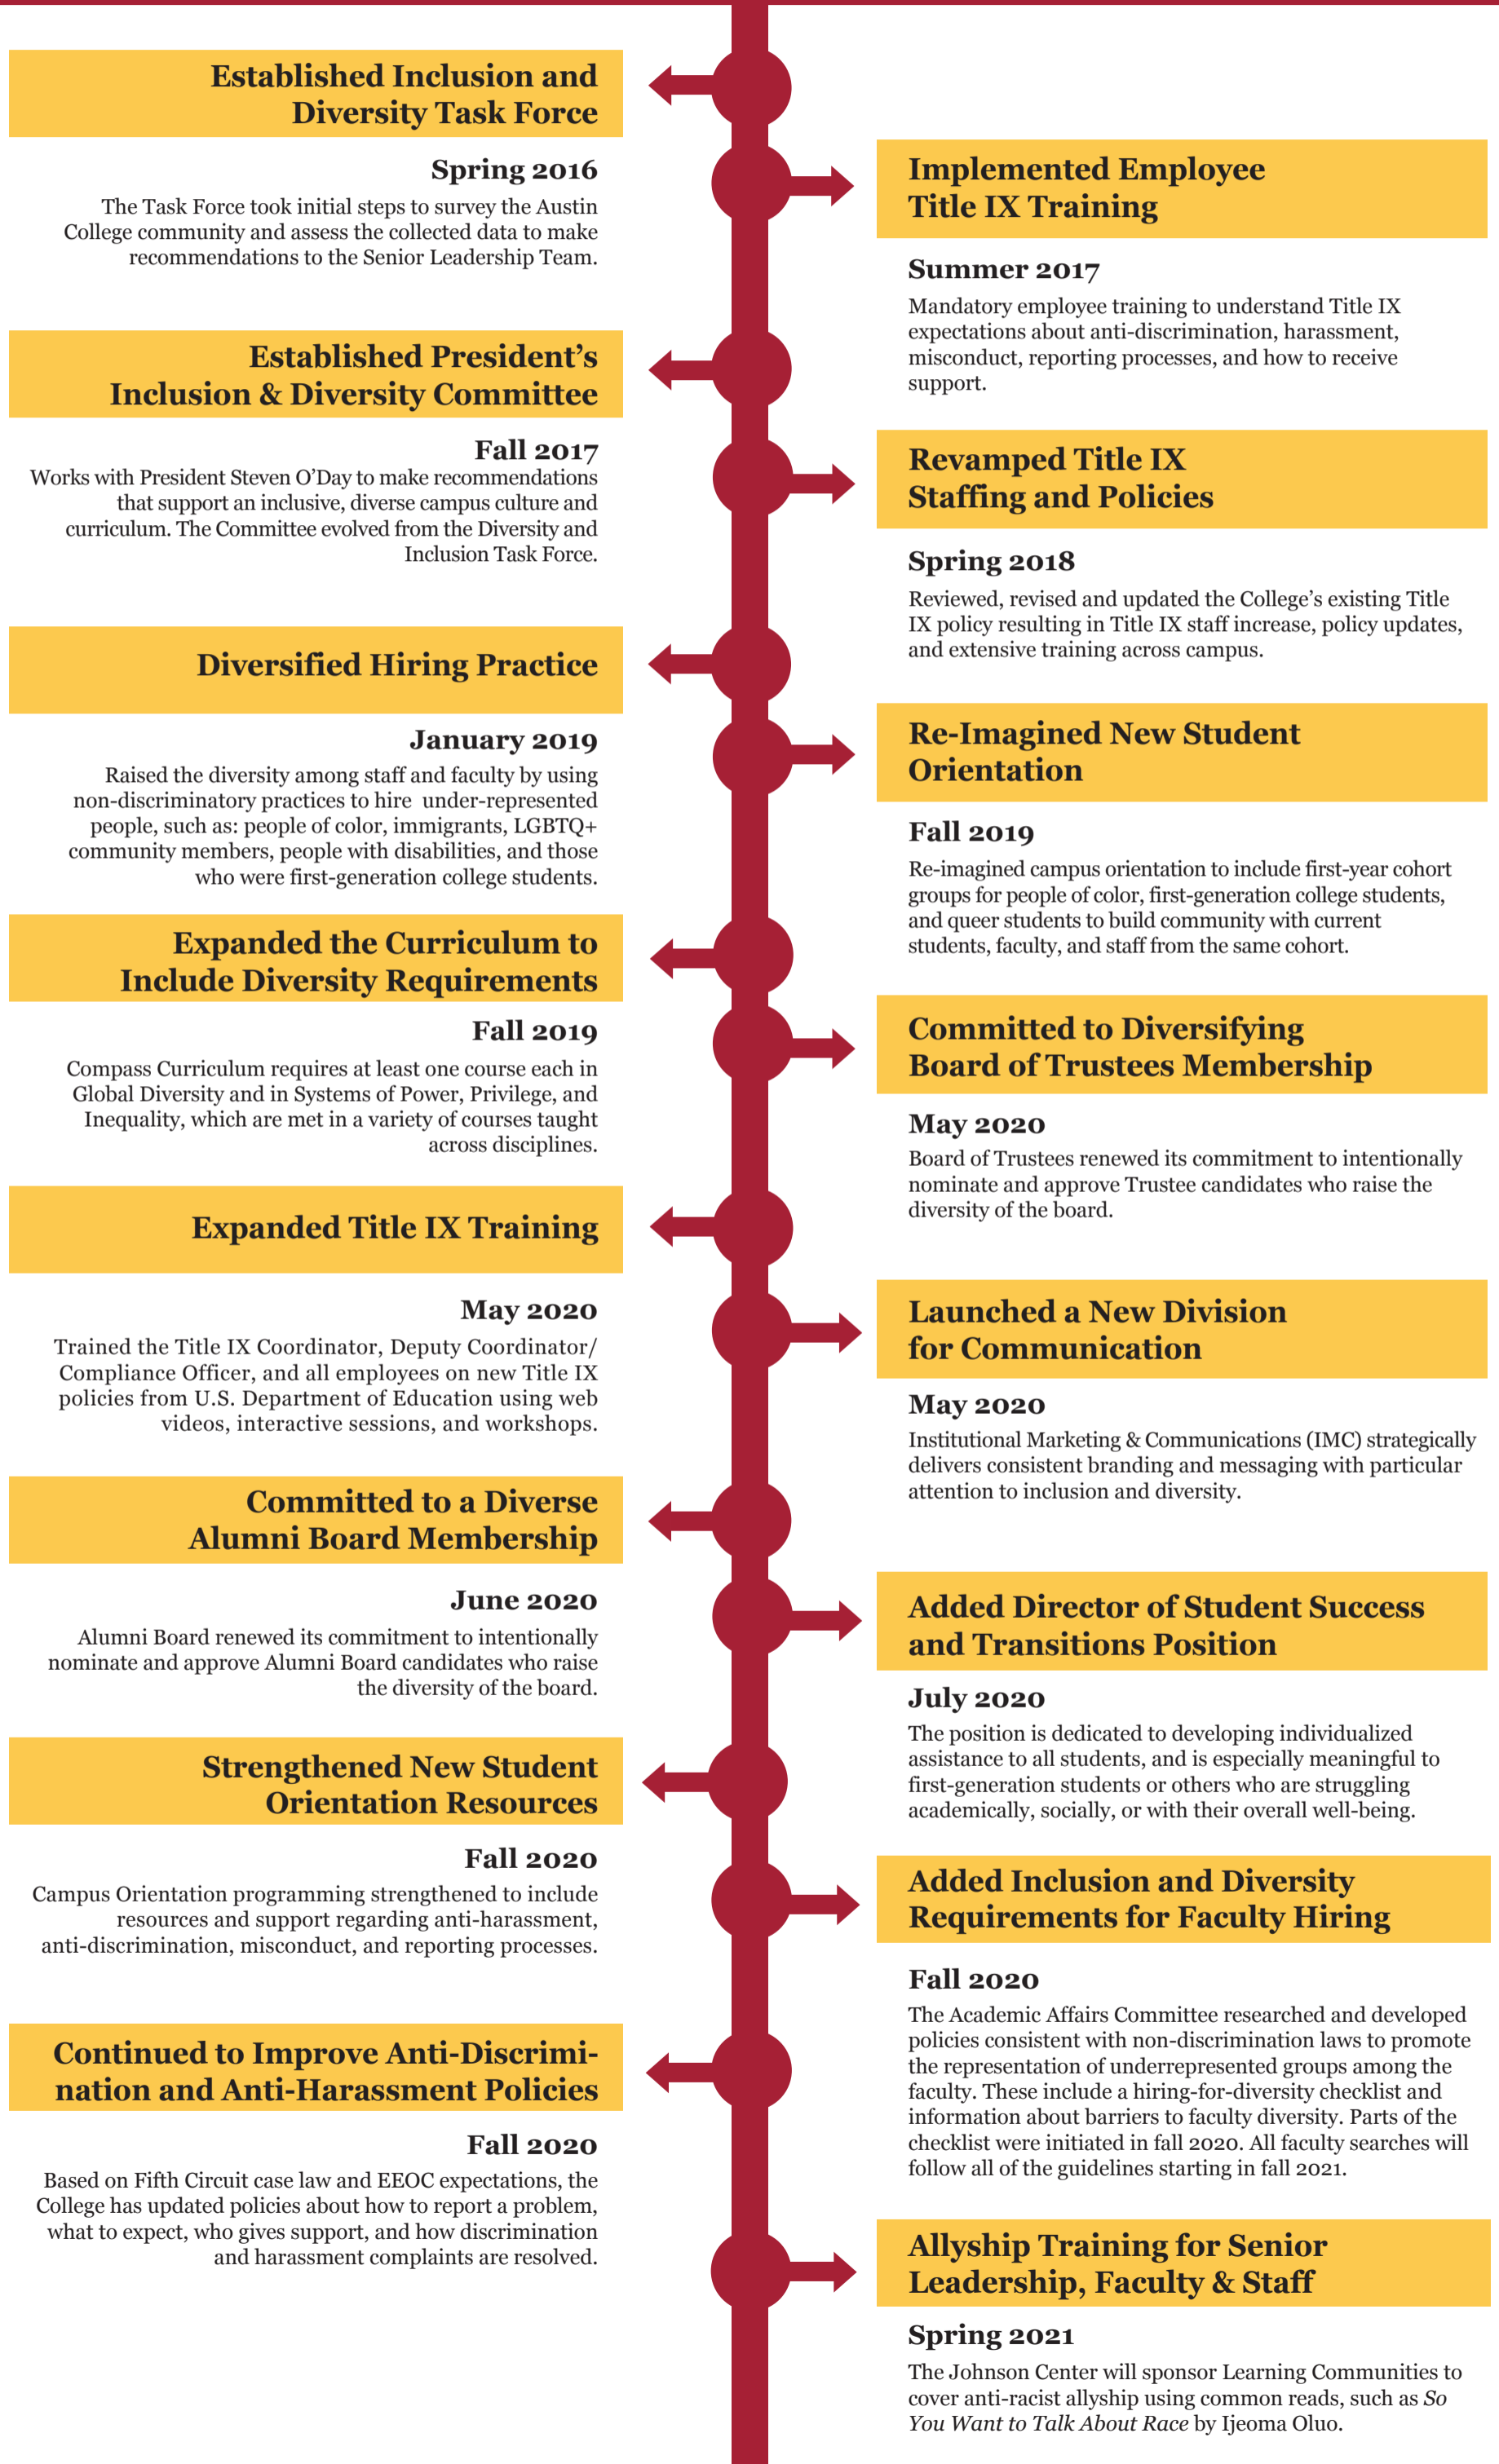 Established Inclusion and
Diversity Task Force
Spring 2016
The Task Force took initial steps to survey the Austin
College community and assess the collected data to make
recommendations to the Senior Leadership Team.
Implemented Employee
Title IX Training
Summer 2017
Mandatory employee training to understand Title IX
expectations about anti-discrimination, harassment,
misconduct, reporting processes, and how to receive
support.
Established President’s
Inclusion & Diversity Committee
Fall 2017
Works with President Steven O’Day to make recommendations
that support an inclusive, diverse campus culture and
curriculum. The Committee evolved from the Diversity and
Inclusion Task Force.
Revamped Title IX
Staffing and Policies
Spring 2018
Reviewed, revised and updated the College’s existing Title
IX policy resulting in Title IX staff increase, policy updates,
and extensive training across campus.
Diversified Hiring Practice
January 2019
Raised the diversity among staff and faculty by using
non-discriminatory practices to hire under-represented
people, such as: people of color, immigrants, LGBTQ+
community members, people with disabilities, and those
who were first-generation college students.
Re-Imagined New Student
Orientation
Fall 2019
Re-imagined campus orientation to include first-year cohort
groups for people of color, first-generation college students,
and queer students to build community with current
students, faculty, and staff from the same cohort.
Expanded the Curriculum to
Include Diversity Requirements
Fall 2019
Compass Curriculum requires at least one course each in
Global Diversity and in Systems of Power, Privilege, and
Inequality, which are met in a variety of courses taught
across disciplines.
Committed to Diversifying
Board of Trustees Membership
May 2020
Board of Trustees renewed its commitment to intentionally
nominate and approve Trustee candidates who raise the
diversity of the board.
Expanded Title IX Training
May 2020
Trained the Title IX Coordinator, Deputy Coordinator/
Compliance Officer, and all employees on new Title IX
policies from U.S. Department of Education using web
videos, interactive sessions, and workshops.
Launched a New Division
for Communication
May 2020
Institutional Marketing & Communications (IMC) strategically
delivers consistent branding and messaging with particular
attention to inclusion and diversity.
Committed to a Diverse
Alumni Board Membership
June 2020
Alumni Board renewed its commitment to intentionally
nominate and approve Alumni Board candidates who raise
the diversity of the board.
Added Director of Student Success
and Transitions Position
July 2020
The position is dedicated to developing individualized
assistance to all students, and is especially meaningful to
first-generation students or others who are struggling
academically, socially, or with their overall well-being.
Strengthened New Student
Orientation Resources
Fall 2020
Campus Orientation programming strengthened to include
resources and support regarding anti-harassment,
anti-discrimination, misconduct, and reporting processes.
Added Inclusion and Diversity
Requirements for Faculty Hiring
Fall 2020
The Academic Affairs Committee researched and developed
policies consistent with non-discrimination laws to promote
the representation of underrepresented groups among the
faculty. These include a hiring-for-diversity checklist and
information about barriers to faculty diversity. Parts of the
checklist were initiated in fall 2020. All faculty searches will
follow all of the guidelines starting in fall 2021.
Continued to Improve Anti-Discrimi-
nation and Anti-Harassment Policies
Fall 2020
Based on Fifth Circuit case law and EEOC expectations, the
College has updated policies about how to report a problem,
what to expect, who gives support, and how discrimination
and harassment complaints are resolved.
Allyship Training for Senior
Leadership, Faculty & Staff
Spring 2021
The Johnson Center will sponsor Learning Communities to
cover anti-racist allyship using common reads, such as So
You Want to Talk About Race by Ijeoma Oluo.